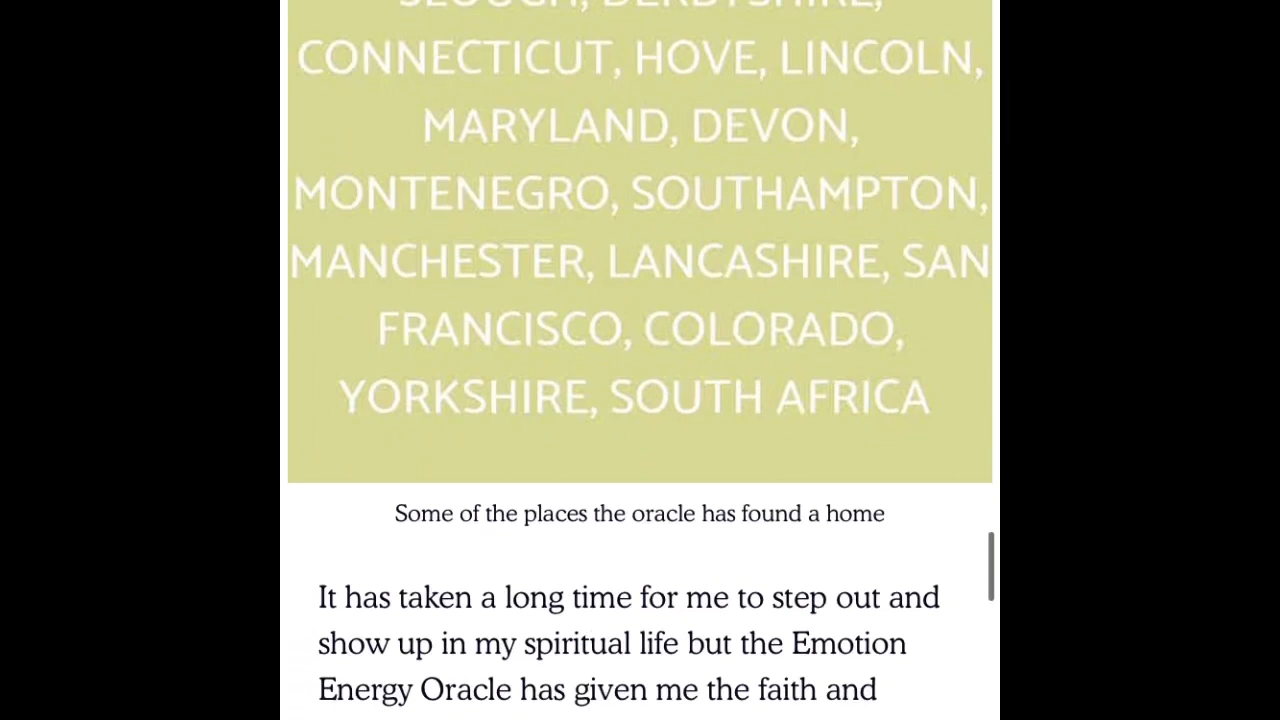 SLOUGH, DERBYSHIRE,
CONNECTICUT, HOVE, LINCOLN,
MARYLAND, DEVON,
MONTENEGRO, SOUTHAMPTON,
MANCHESTER, LANCASHIRE, SAN
FRANCISCO, COLORADO,
YORKSHIRE, SOUTH AFRICA
Some of the places the oracle has found a home
It has taken a long time for me to step out and
show up in my spiritual life but the Emotion
Energy Oracle has given me the faith and